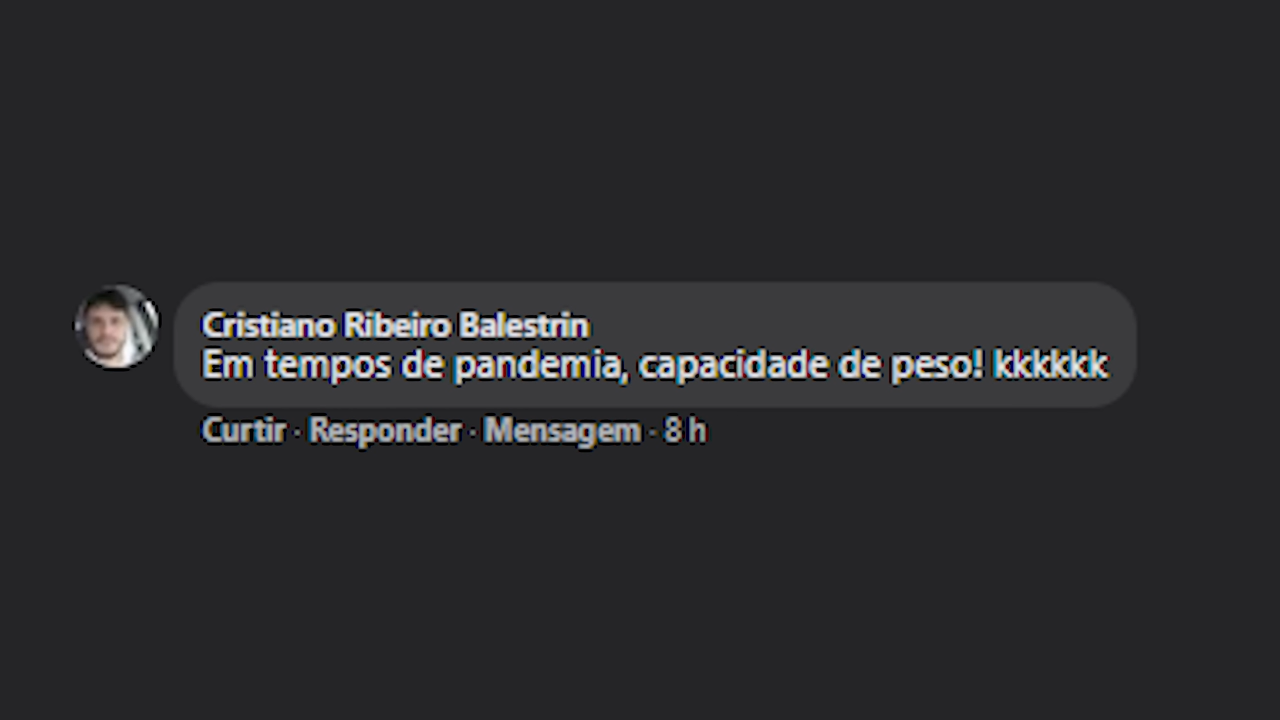 Cristiano Ribeiro Balestrin
Em tempos de pandemia, capacidade de peso! kkkkkk
Curtir · Responder · Mensagem · 8 h